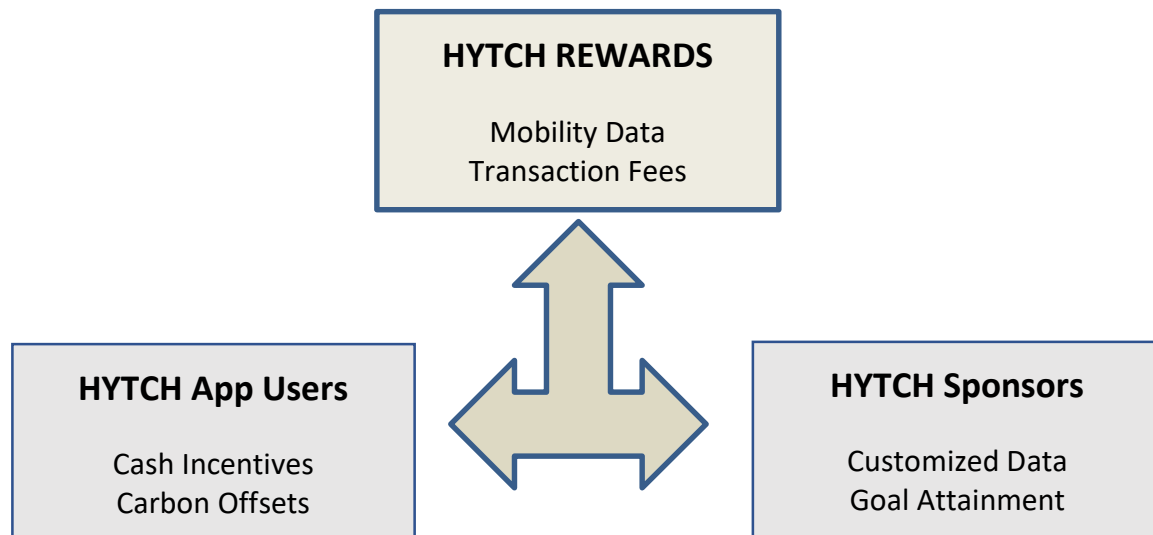 HYTCH REWARDS
Mobility Data
Transaction Fees
HYTCH App Users
Cash Incentives
Carbon Offsets
HYTCH Sponsors
Customized Data
Goal Attainment